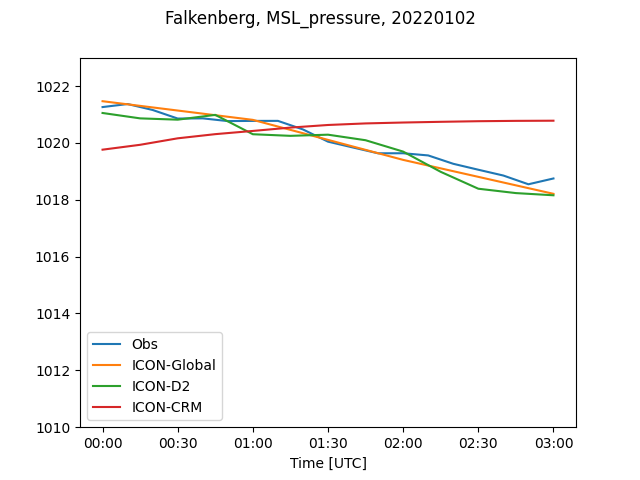 Falkenberg, MSL_pressure, 20220102
1022
1020
1018
1016
1014
1012
1010
Obs
ICON-Global
ICON-D2
ICON-CRM
00:00 00:30 01:00 01:30 02:00 02:30 03:00
Time [UTC]